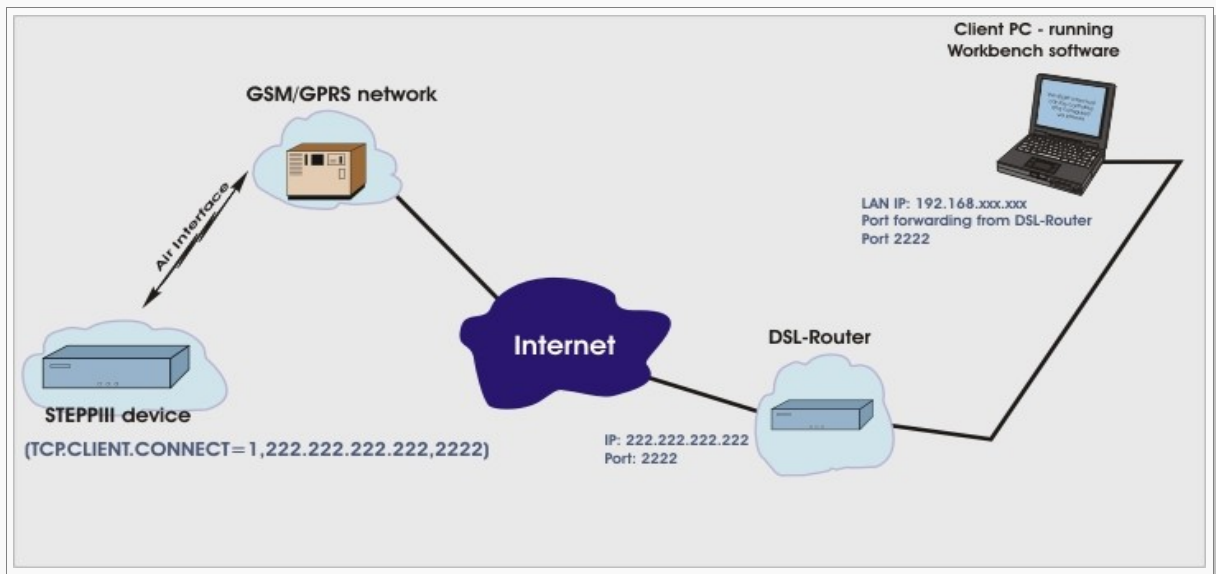 Client PC - running
Workbench software
GSM/GPRS network
Air Interface
LAN IP: 192.168.xxx.xxx
Port forwarding from DSL-Router
Port 2222
Internet
DSL-Router
STEPPIII device
(TCP.CLIENT.CONNECT=1,222.222.222.222,2222)
IP: 222.222.222.222
Port: 2222